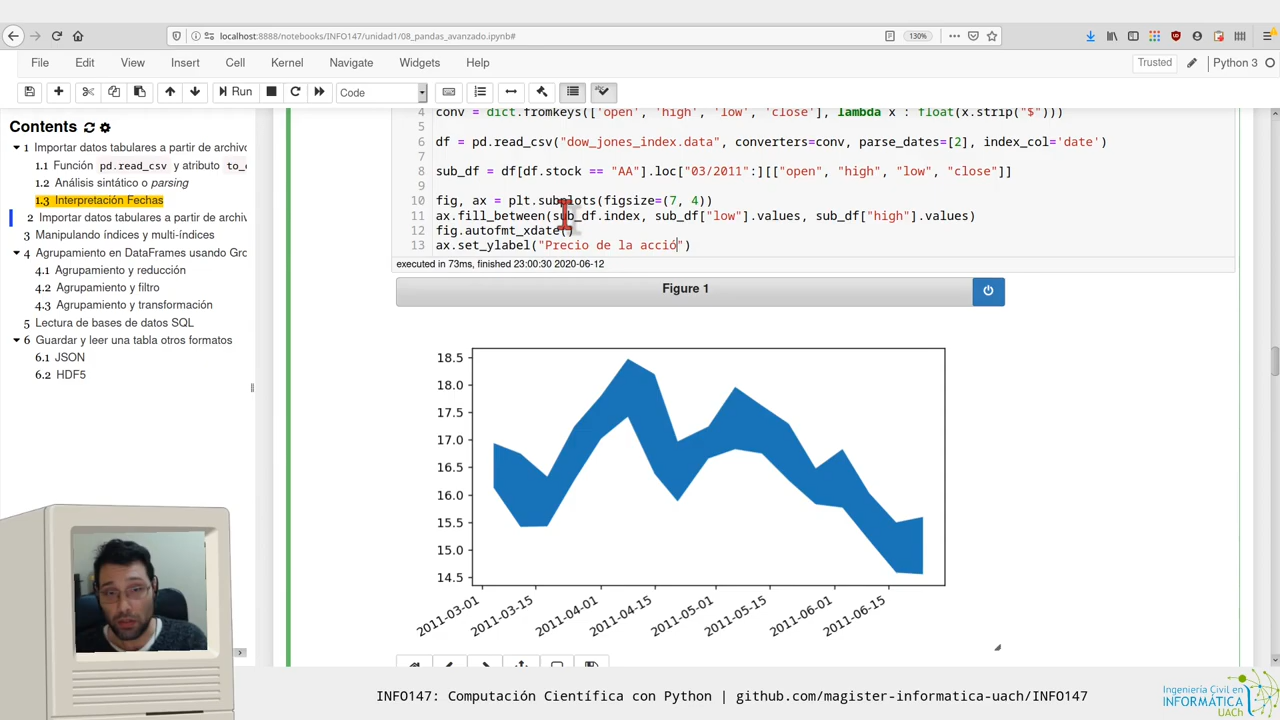 localhost:8888/notebooks/INFO147/unidad1/08_pandas_avanzado.ipynb#
130%
File Edit View Insert Cell Kernel Navigate Widgets Help
Trusted
Python 3
Run
Code
Contents
1 Importar datos tabulares a partir de archivo
1.1 Función pd.read_csv y atributo to_
1.2 Análisis sintático o parsing
1.3 Interpretación Fechas
2 Importar datos tabulares a partir de archiv
3 Manipulando índices y multi-índices
4 Agrupamiento en DataFrames usando Gro
4.1 Agrupamiento y reducción
4.2 Agrupamiento y filtro
4.3 Agrupamiento y transformación
5 Lectura de bases de datos SQL
6 Guardar y leer una tabla otros formatos
6.1 JSON
6.2 HDF5
4 conv = dict.fromkeys(['open', 'high', 'low', 'close'], lambda x : float(x.strip("$")))
5
6 df = pd.read_csv("dow_jones_index.data", converters=conv, parse_dates=[2], index_col='date')
7
8 sub_df = df[df.stock == "AA"].loc["03/2011":][["open", "high", "low", "close"]]
9
10 fig, ax = plt.subplots(figsize=(7, 4))
11 ax.fill_between(sub_df.index, sub_df["low"].values, sub_df["high"].values)
12 fig.autofmt_xdate()
13 ax.set_ylabel("Precio de la acció")
executed in 73ms, finished 23:00:30 2020-06-12
Figure 1
18.5
18.0
17.5
17.0
16.5
16.0
15.5
15.0
14.5
2011-03-01
2011-03-15
2011-04-01
2011-04-15
2011-05-01
2011-05-15
2011-06-01
2011-06-15
INFO147: Computación Científica con Python | github.com/magister-informatica-uach/INFO147
Ingeniería Civil en
INFORMÁTICA
UACh